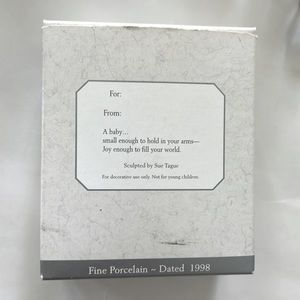 For:
From:
A baby...
small enough to hold in your arms—
Joy enough to fill your world.
Sculpted by Sue Tague
For decorative use only. Not for young children.
Fine Porcelain ~ Dated 1998